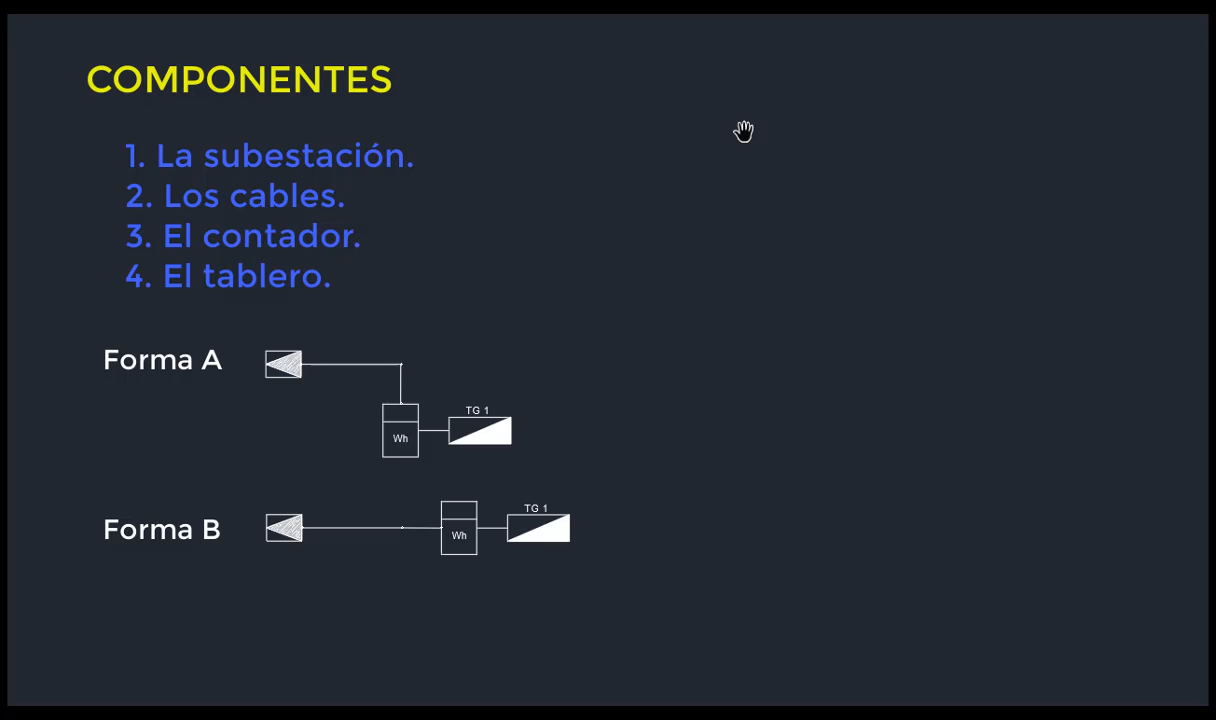 COMPONENTES
1. La subestación.
2. Los cables.
3. El contador.
4. El tablero.
Forma A
TG 1
Wh
Forma B
TG 1
Wh